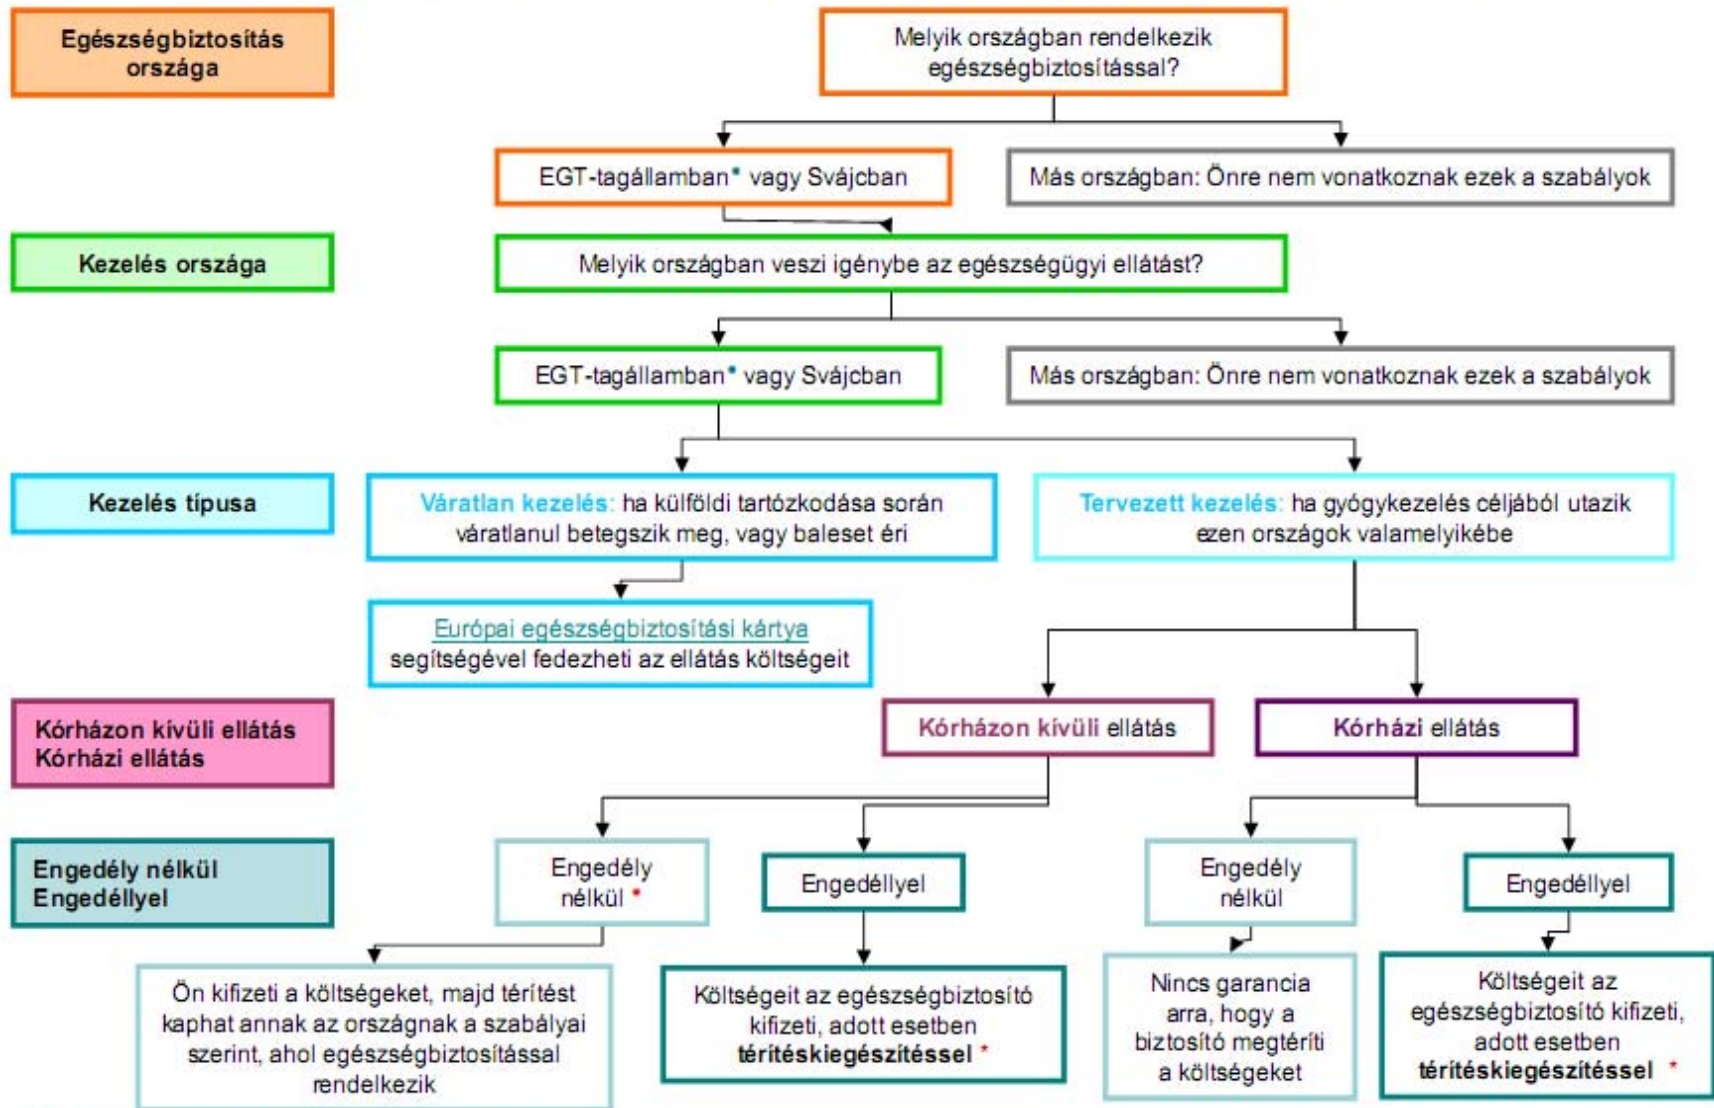 Egészségbiztosítás
országa
Melyik országban rendelkezik
egészségbiztosítással?
EGT-tagállamban* vagy Svájcban
Más országban: Önre nem vonatkoznak ezek a szabályok
Kezelés országa
Melyik országban veszi igénybe az egészségügyi ellátást?
EGT-tagállamban* vagy Svájcban
Más országban: Önre nem vonatkoznak ezek a szabályok
Kezelés típusa
Váratlan kezelés: ha külföldi tartózkodása során
váratlanul betegszik meg, vagy baleset éri
Tervezett kezelés: ha gyógykezelés céljából utazik
ezen országok valamelyikébe
Európai egészségbiztosítási kártya
segítségével fedezheti az ellátás költségeit
Kórházon kívüli ellátás
Kórházi ellátás
Kórházon kívüli ellátás
Kórházi ellátás
Engedély nélkül
Engedéllyel
Engedély
nélkül *
Engedéllyel
Engedély
nélkül
Engedéllyel
Ön kifizeti a költségeket, majd térítést
kaphat annak az országnak a szabályai
szerint, ahol egészségbiztosítással
rendelkezik
Költségeit az egészségbiztosító
kifizeti, adott esetben
térítéskiegészítéssel *
Nincs garancia
arra, hogy a
biztosító megtéríti
a költségeket
Költségeit az
egészségbiztosító kifizeti,
adott esetben
térítéskiegészítéssel *